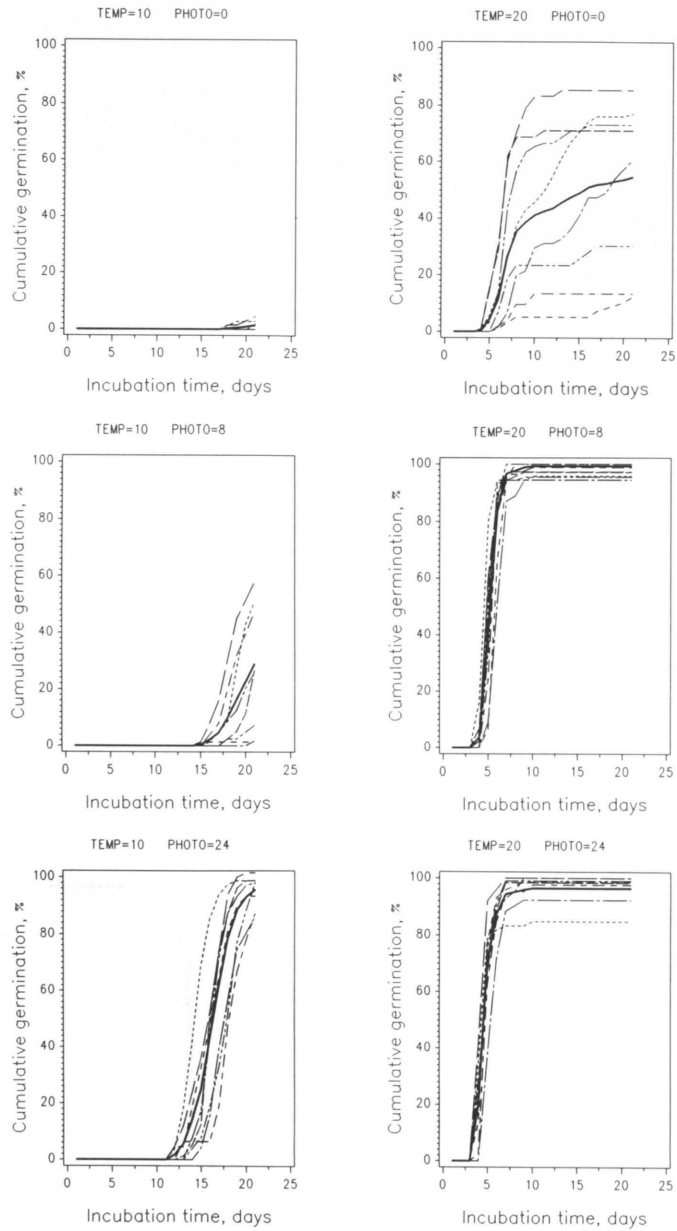 TEMP=10 PHOTO=0
100
80
60
40
20
0
Cumulative germination, %
0 5 10 15 20 25
Incubation time, days
TEMP=20 PHOTO=0
100
80
60
40
20
0
Cumulative germination, %
0 5 10 15 20 25
Incubation time, days
TEMP=10 PHOTO=8
100
80
60
40
20
0
Cumulative germination, %
0 5 10 15 20 25
Incubation time, days
TEMP=20 PHOTO=8
100
80
60
40
20
0
Cumulative germination, %
0 5 10 15 20 25
Incubation time, days
TEMP=10 PHOTO=24
100
80
60
40
20
0
Cumulative germination, %
0 5 10 15 20 25
Incubation time, days
TEMP=20 PHOTO=24
100
80
60
40
20
0
Cumulative germination, %
0 5 10 15 20 25
Incubation time, days